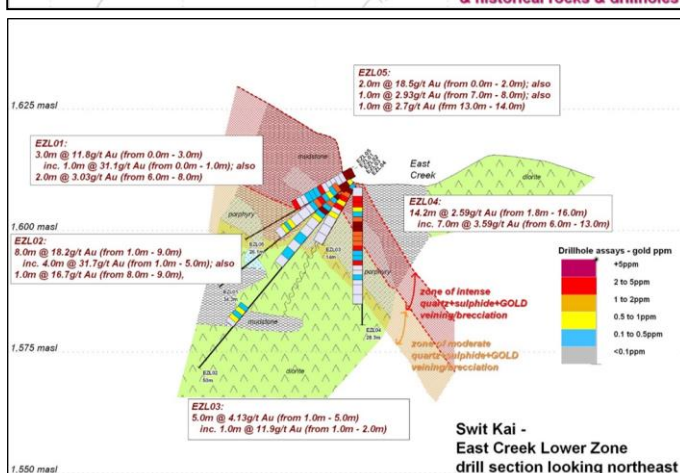 & historical rocks & drillholes
EZL05:
2.0m @ 18.5g/t Au (from 0.0m - 2.0m); also
1.0m @ 2.93g/t Au (from 7.0m - 8.0m); also
1.0m @ 2.7g/t Au (frm 13.0m - 14.0m)
1,625 masl
EZL01:
3.0m @ 11.8g/t Au (from 0.0m - 3.0m)
inc. 1.0m @ 31.1g/t Au (from 0.0m - 1.0m); also
2.0m @ 3.03g/t Au (from 6.0m - 8.0m)
mudstone
East
Creek
diorite
EZL04:
14.2m @ 2.59g/t Au (from 1.8m - 16.0m)
inc. 7.0m @ 3.59g/t Au (from 6.0m - 13.0m)
porphyry
1,600 masl
EZL02:
8.0m @ 18.2g/t Au (from 1.0m - 9.0m)
inc. 4.0m @ 31.7g/t Au (from 1.0m - 5.0m); also
1.0m @ 16.7g/t Au (from 8.0m - 9.0m),
EZL03
porphyry
Drillhole assays - gold ppm
+5ppm
2 to 5ppm
1 to 2ppm
0.5 to 1ppm
0.1 to 0.5ppm
<0.1ppm
zone of intense
quartz+sulphide+GOLD
veining/brecciation
mudstone
EZL04
zone of moderate
quartz+sulphide+GOLD
veining/brecciation
1,575 masl
EZL02
50m
diorite
EZL03:
5.0m @ 4.13g/t Au (from 1.0m - 5.0m)
inc. 1.0m @ 11.9g/t Au (from 1.0m - 2.0m)
Swit Kai -
East Creek Lower Zone
drill section looking northeast
1,550 masl